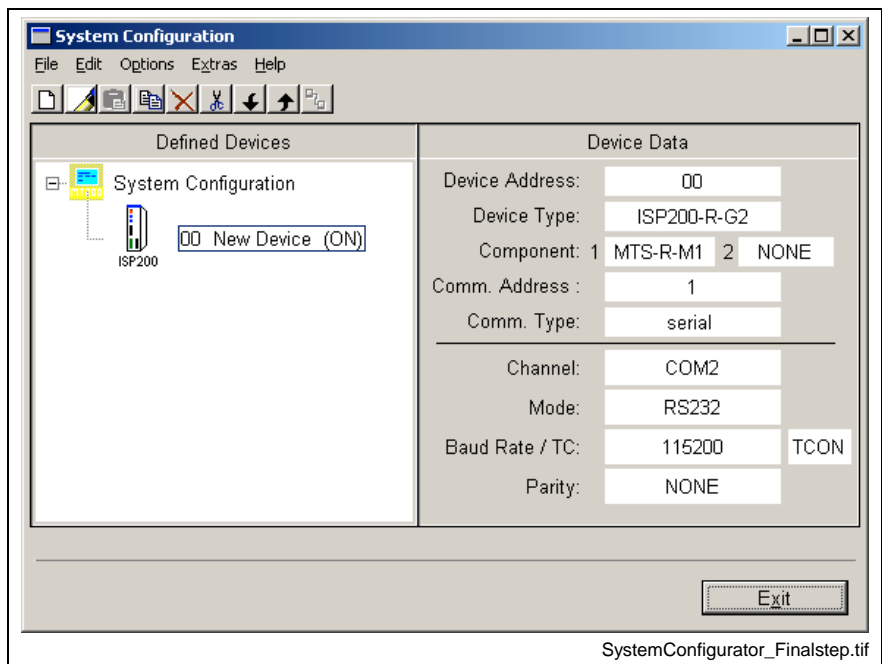 System Configuration
File Edit Options Extras Help
Defined Devices
Device Data
System Configuration
00 New Device (ON)
ISP200
Device Address: 00
Device Type: ISP200-R-G2
Component: 1 MTS-R-M1 2 NONE
Comm. Address : 1
Comm. Type: serial
Channel: COM2
Mode: RS232
Baud Rate / TC: 115200 TCON
Parity: NONE
Exit
SystemConfigurator_Finalstep.tif